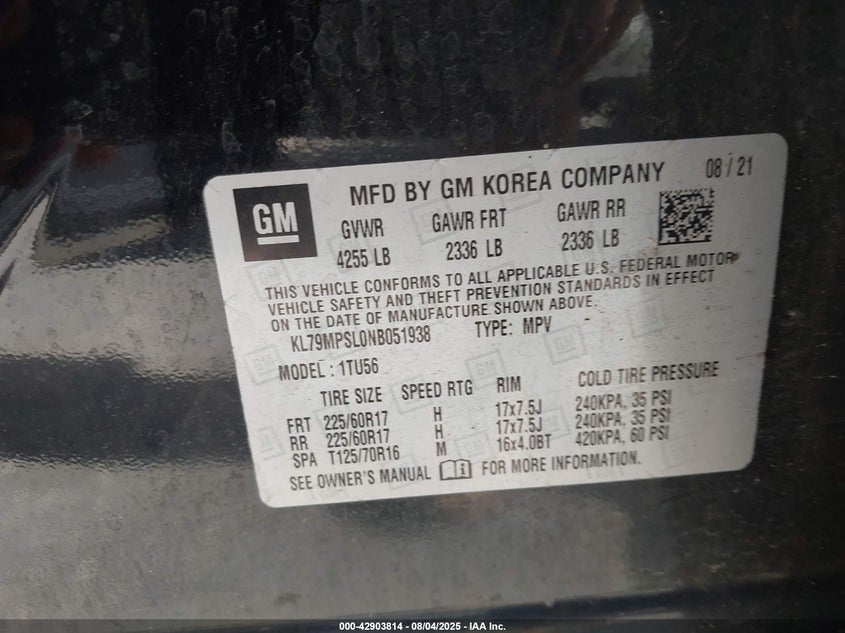 GM
MFD BY GM KOREA COMPANY 08/21
GVWR GAWR FRT GAWR RR
4255 LB 2336 LB 2336 LB
THIS VEHICLE CONFORMS TO ALL APPLICABLE U.S. FEDERAL MOTOR
VEHICLE SAFETY AND THEFT PREVENTION STANDARDS IN EFFECT
ON THE DATE OF MANUFACTURE SHOWN ABOVE.
KL79MPSL0NB051938 TYPE: MPV -
MODEL: 1TU56
TIRE SIZE SPEED RTG RIM COLD TIRE PRESSURE
FRT 225/60R17 H 17x7.5J 240KPA, 35 PSI
RR 225/60R17 H 17x7.5J 240KPA, 35 PSI
SPA T125/70R16 M 16x4.0BT 420KPA, 60 PSI
SEE OWNER'S MANUAL FOR MORE INFORMATION.
000-42903814 - 08/04/2025 - IAA Inc.